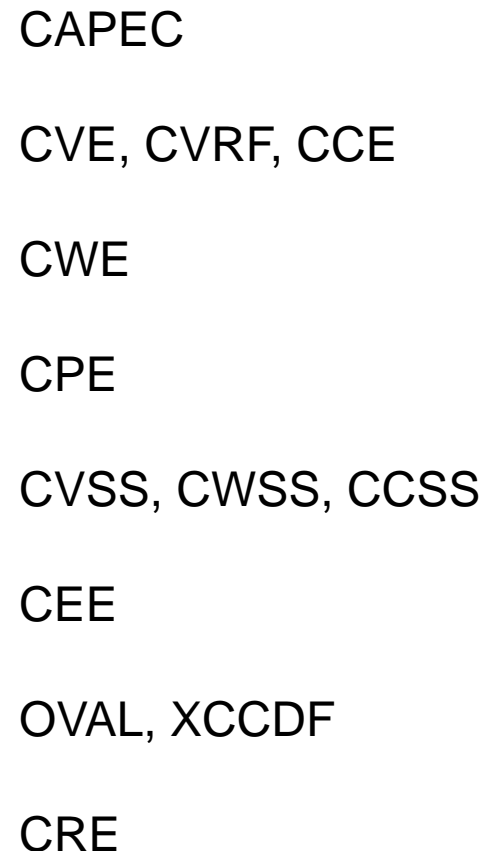 CAPEC
CVE, CVRF, CCE
CWE
CPE
CVSS, CWSS, CCSS
CEE
OVAL, XCCDF
CRE